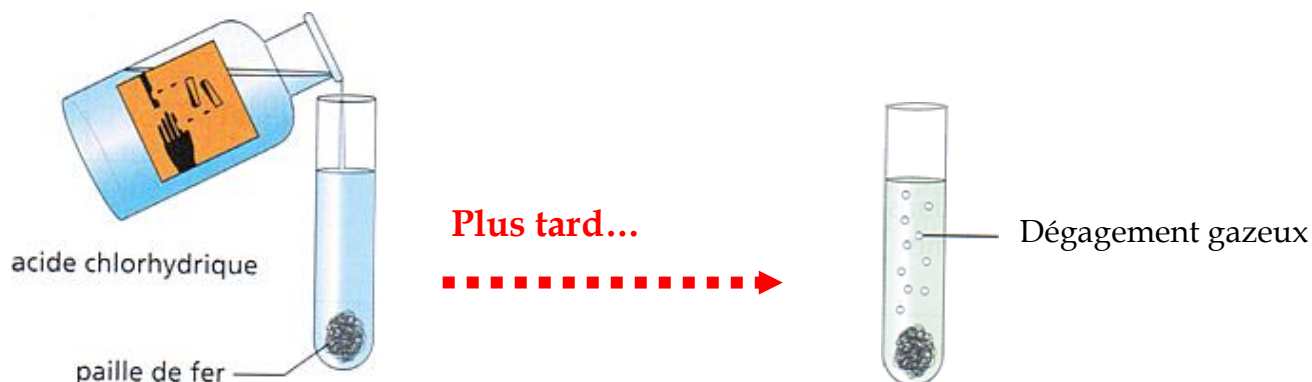 acide chlorhydrique
paille de fer
Plus tard…
Dégagement gazeux